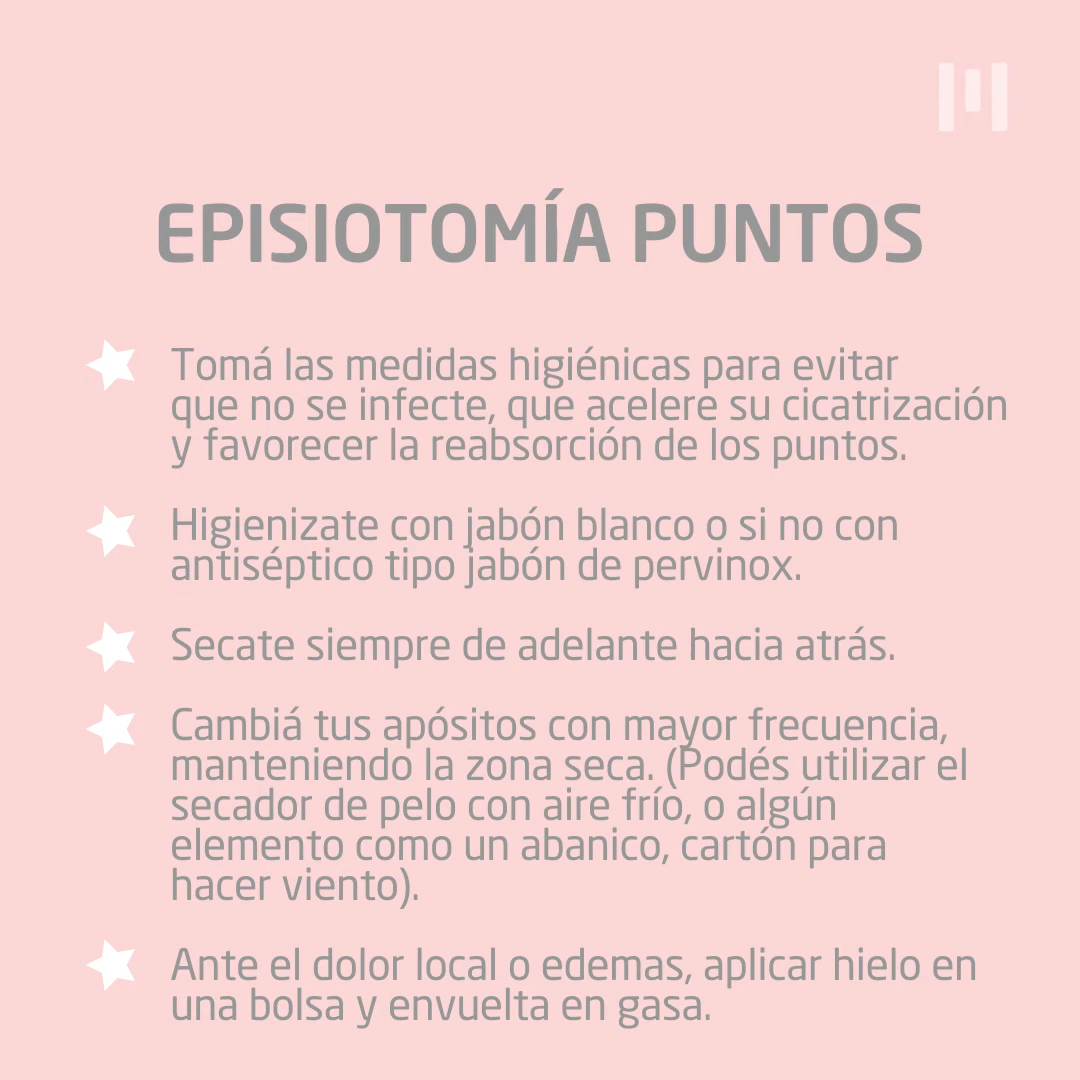 EPISIOTOMÍA PUNTOS
Tomá las medidas higiénicas para evitar
que no se infecte, que acelere su cicatrización
y favorecer la reabsorción de los puntos.
Higienizate con jabón blanco o si no con
antiséptico tipo jabón de pervinox.
Secate siempre de adelante hacia atrás.
Cambiá tus apósitos con mayor frecuencia,
manteniendo la zona seca. (Podés utilizar el
secador de pelo con aire frío, o algún
elemento como un abanico, cartón para
hacer viento).
Ante el dolor local o edemas, aplicar hielo en
una bolsa y envuelta en gasa.